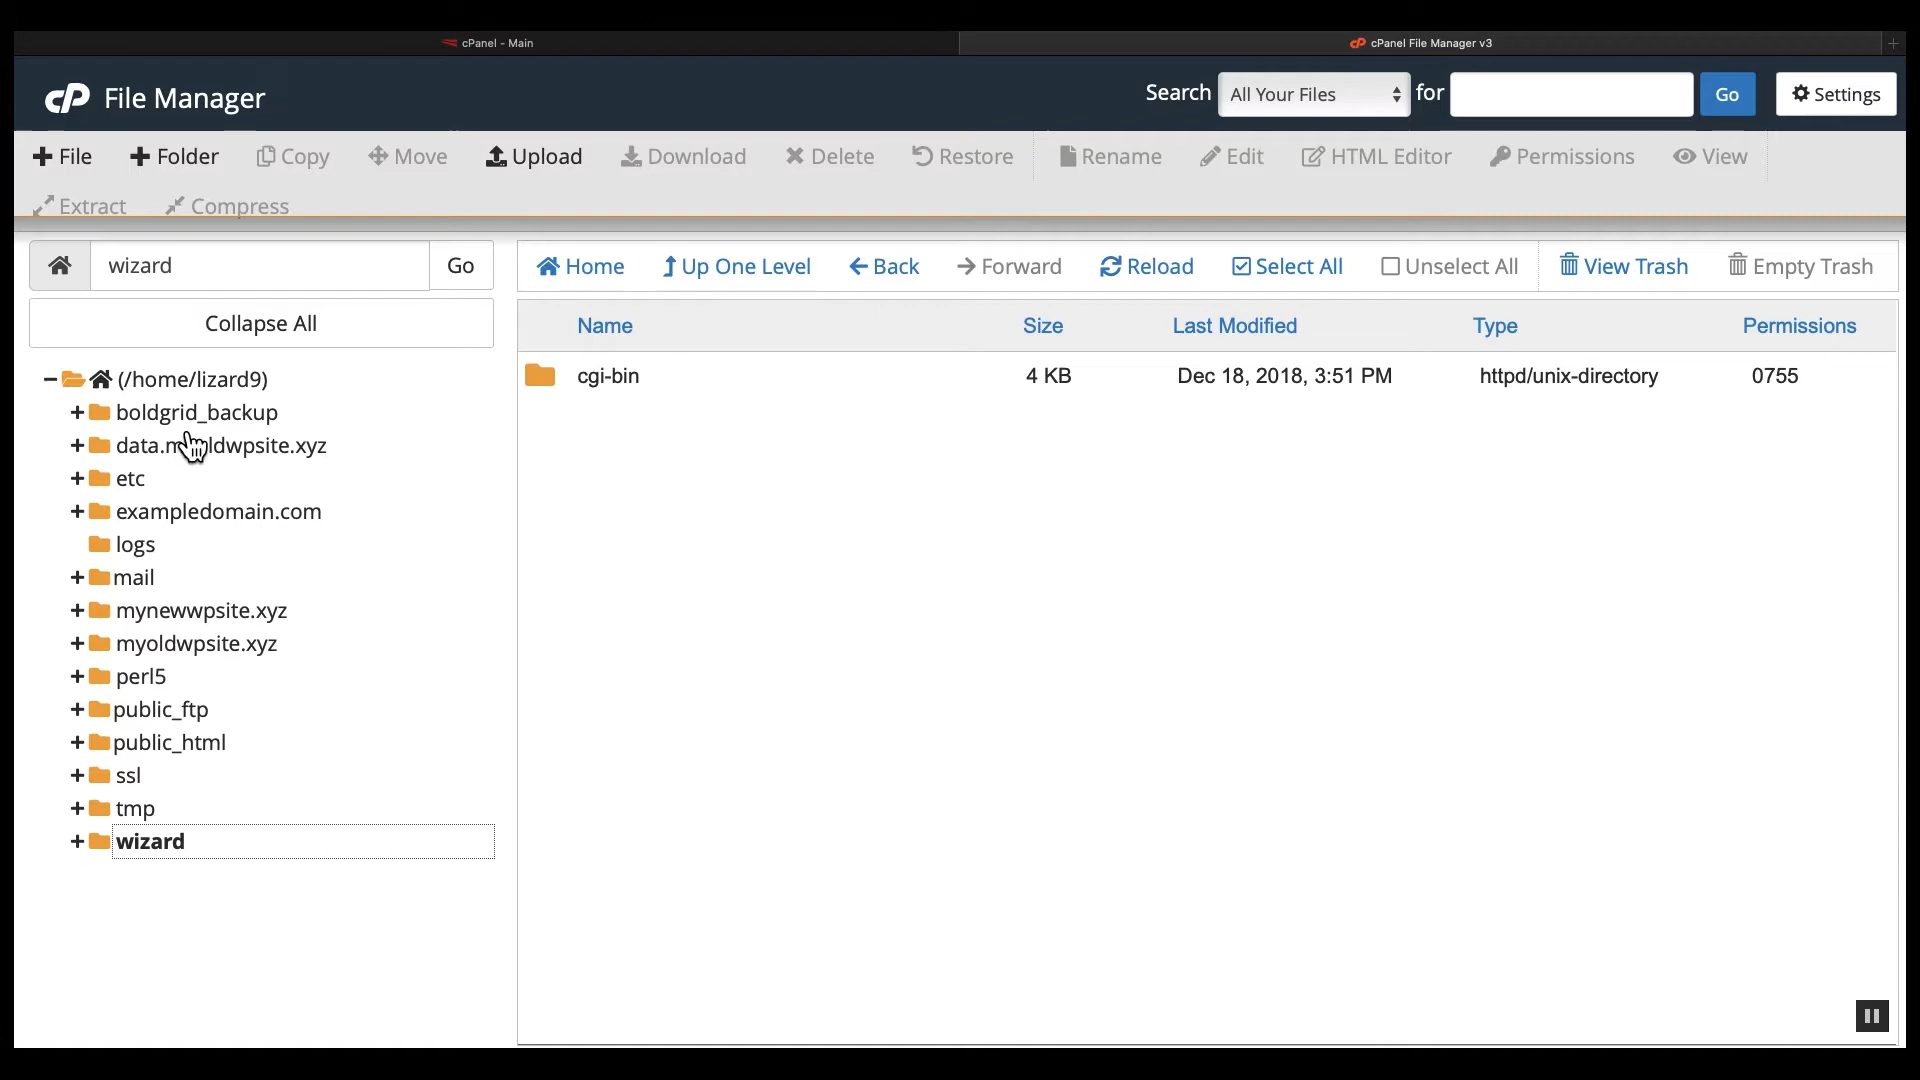 cPanel - Main
cPanel File Manager v3
cP File Manager
Search All Your Files for Go Settings
File Folder Copy Move Upload Download Delete Restore Rename Edit HTML Editor Permissions View
Extract Compress
wizard Go
Home Up One Level Back Forward Reload Select All Unselect All View Trash Empty Trash
Collapse All
Name Size Last Modified Type Permissions
cgi-bin 4 KB Dec 18, 2018, 3:51 PM httpd/unix-directory 0755
(/home/lizard9)
boldgrid_backup
etc
exampledomain.com
logs
mail
mynewwpsite.xyz
myoldwpsite.xyz
perl5
public_ftp
public_html
ssl
tmp
wizard